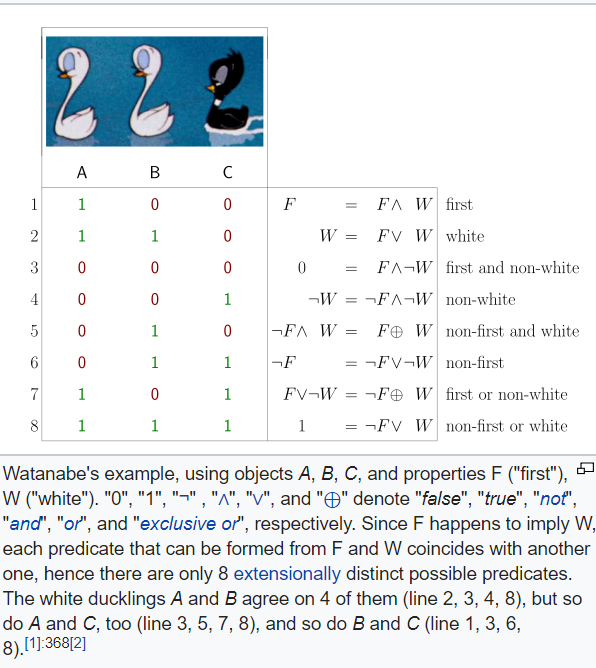 A B C
1 1 0 0 F = F∧ W first
2 1 1 0 W = F∨ W white
3 0 0 0 0 = F∧¬W first and non-white
4 0 0 1 ¬W = ¬F∧¬W non-white
5 0 1 0 ¬F∧ W = F⊕ W non-first and white
6 0 1 1 ¬F = ¬F∨¬W non-first
7 1 0 1 F∨¬W = ¬F⊕ W first or non-white
8 1 1 1 1 = ¬F∨ W non-first or white
Watanabe's example, using objects A, B, C, and properties F ("first"),
W ("white"). "0", "1", "¬" , "∧", "∨", and "⊕" denote "false", "true", "not",
"and", "or", and "exclusive or", respectively. Since F happens to imply W,
each predicate that can be formed from F and W coincides with another
one, hence there are only 8 extensionally distinct possible predicates.
The white ducklings A and B agree on 4 of them (line 2, 3, 4, 8), but so
do A and C, too (line 3, 5, 7, 8), and so do B and C (line 1, 3, 6,
8).[1]:368[2]